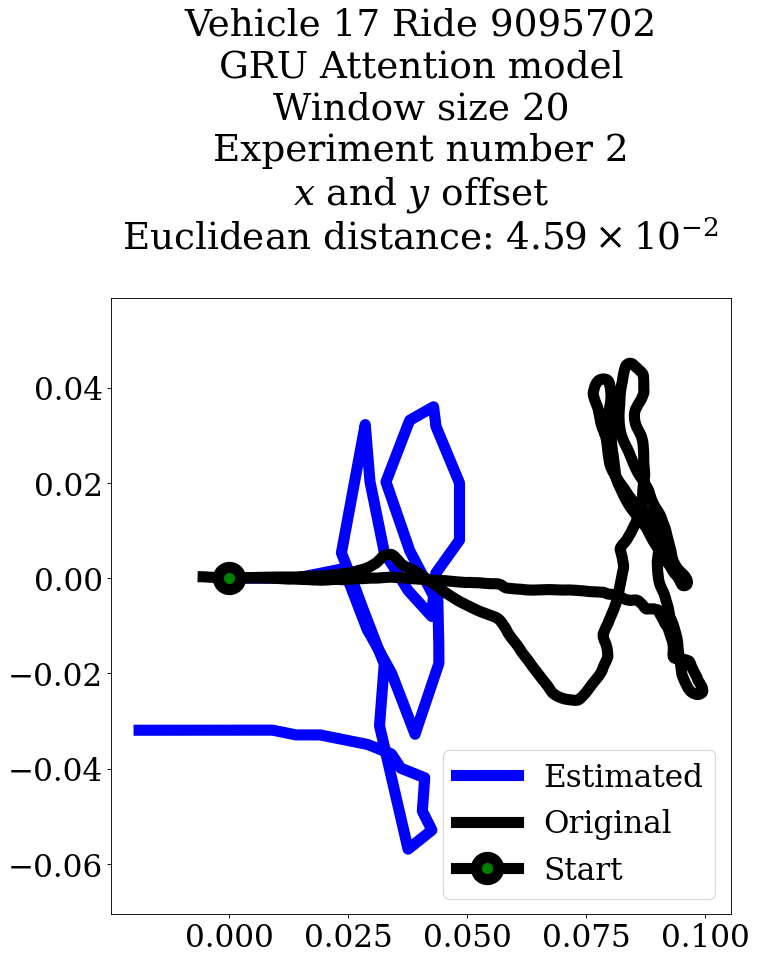 Vehicle 17 Ride 9095702
GRU Attention model
Window size 20
Experiment number 2
x and y offset
Euclidean distance: 4.59 × 10⁻²
0.04
0.02
0.00
−0.02
−0.04
−0.06
Estimated
Original
Start
0.000 0.025 0.050 0.075 0.100